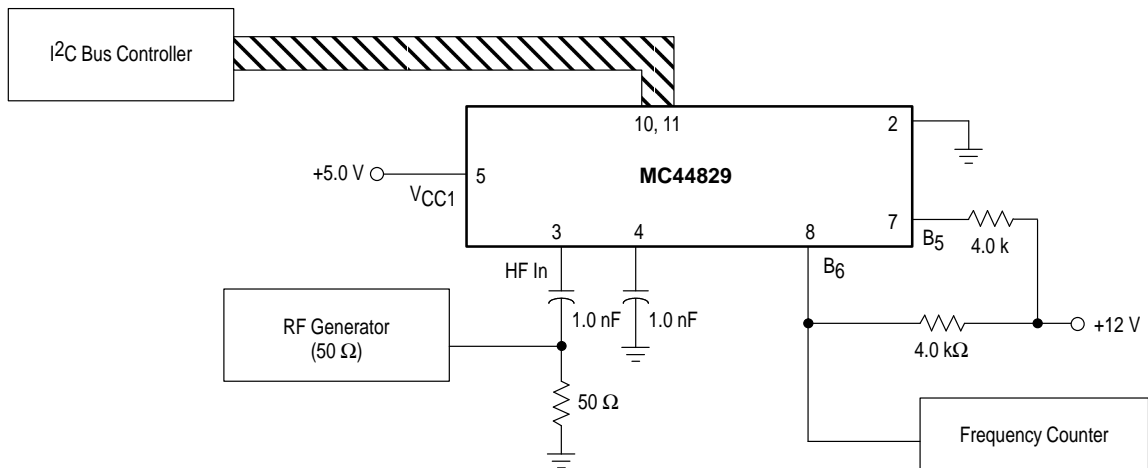 I2C Bus Controller
10, 11
2
+5.0 V
VCC1
5
MC44829
7
B5
4.0 k
3
4
8
HF In
B6
1.0 nF
1.0 nF
RF Generator
(50 Ω)
+12 V
4.0 kΩ
50 Ω
Frequency Counter